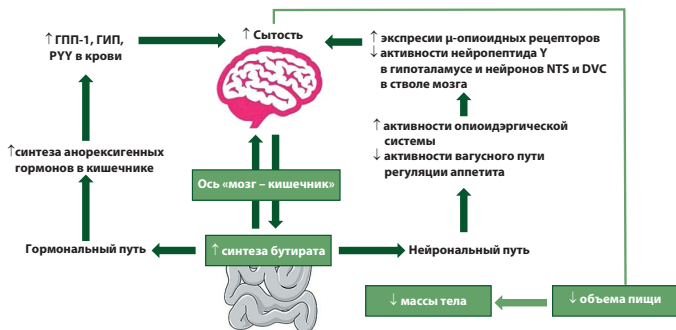 ↑ ГПП-1, ГИП,
PYY в крови
↑ Сытость
↑ экспресии μ-опиоидных рецепторов
↓ активности нейропептида Y
в гипоталамусе и нейронов NTS и DVC
в стволе мозга
↑ активности опиоидэргической
системы
↓ активности вагусного пути
регуляции аппетита
↑синтеза анорексигенных
гормонов в кишечнике
Ось «мозг – кишечник»
Гормональный путь
↑ синтеза бутирата
Нейрональный путь
↓ массы тела
↓ объема пищи